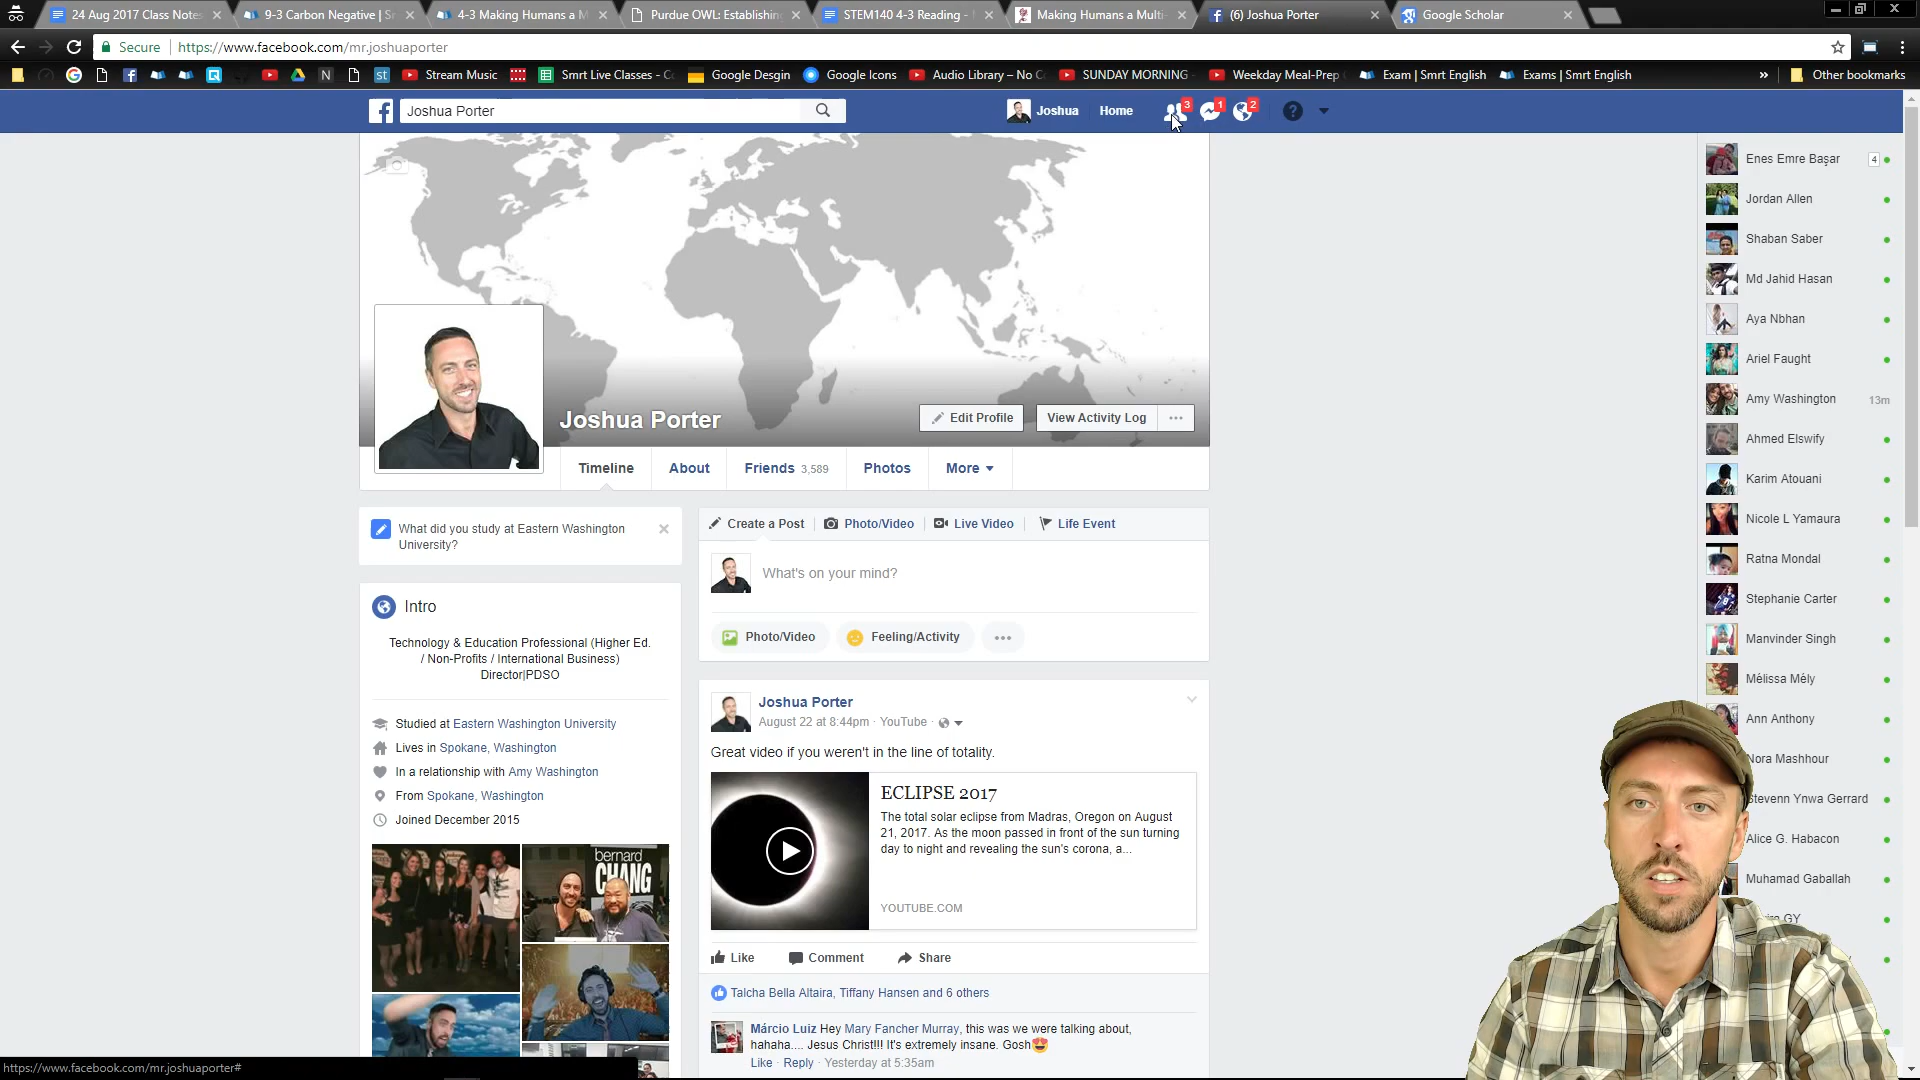 24 Aug 2017 Class Notes
9-3 Carbon Negative | S
4-3 Making Humans a M
Purdue OWL: Establishin
STEM140 4-3 Reading -
Making Humans a Multi-
(6) Joshua Porter
Google Scholar
Secure
https://www.facebook.com/mr.joshuaporter
Stream Music
Smrt Live Classes - C
Google Desgin
Google Icons
Audio Library – No C
SUNDAY MORNING
Weekday Meal-Prep
Exam | Smrt English
Exams | Smrt English
»
Other bookmarks
Joshua Porter
Joshua
Home
3
1
2
Joshua Porter
Edit Profile
View Activity Log
Timeline
About
Friends 3,589
Photos
More
What did you study at Eastern Washington
University?
Intro
Technology & Education Professional (Higher Ed.
/ Non-Profits / International Business)
Director|PDSO
Studied at Eastern Washington University
Lives in Spokane, Washington
In a relationship with Amy Washington
From Spokane, Washington
Joined December 2015
bernard
CHANG
Create a Post
Photo/Video
Live Video
Life Event
What's on your mind?
Photo/Video
Feeling/Activity
Joshua Porter
August 22 at 8:44pm · YouTube ·
Great video if you weren't in the line of totality.
ECLIPSE 2017
The total solar eclipse from Madras, Oregon on August
21, 2017. As the moon passed in front of the sun turning
day to night and revealing the sun's corona, a...
YOUTUBE.COM
Like
Comment
Share
Talcha Bella Altaira, Tiffany Hansen and 6 others
Márcio Luiz Hey Mary Fancher Murray, this was we were talking about,
hahaha.... Jesus Christ!!! It's extremely insane. Gosh
Like · Reply · Yesterday at 5:35am
Enes Emre Başar 4
Jordan Allen
Shaban Saber
Md Jahid Hasan
Aya Nbhan
Ariel Faught
Amy Washington 13m
Ahmed Elswify
Karim Atouani
Nicole L Yamaura
Ratna Mondal
Stephanie Carter
Manvinder Singh
Mélissa Mély
Ann Anthony
Nora Mashhour
Stevenn Ynwa Gerrard
Alice G. Habacon
Muhamad Gaballah
GY
https://www.facebook.com/mr.joshuaporter#